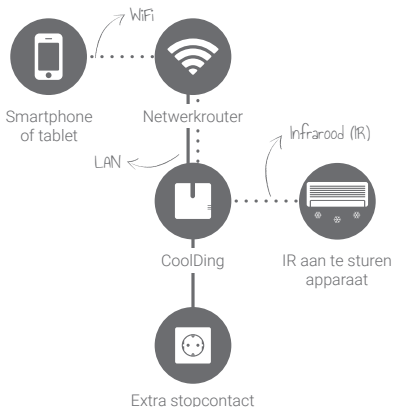 WiFi
Smartphone
of tablet
Netwerkrouter
LAN
Infrarood (IR)
CoolDing
IR aan te sturen
apparaat
Extra stopcontact